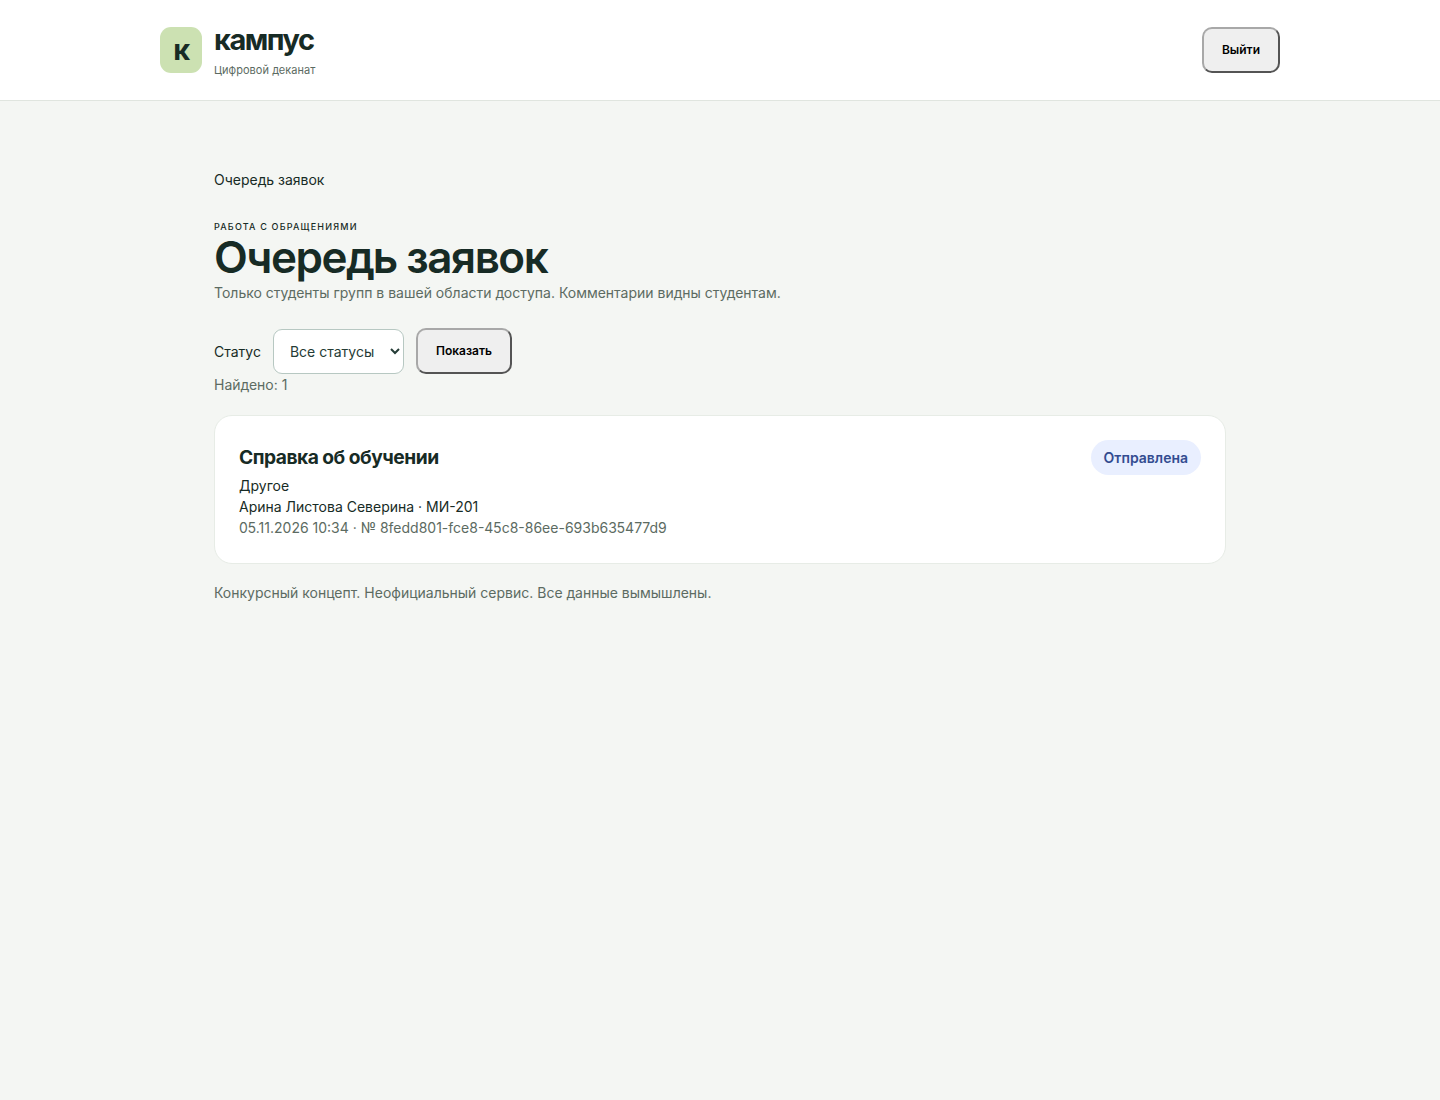 к
кампус
Цифровой деканат
Выйти
Очередь заявок
РАБОТА С ОБРАЩЕНИЯМИ
Очередь заявок
Только студенты групп в вашей области доступа. Комментарии видны студентам.
Статус Все статусы Показать
Найдено: 1
Справка об обучении Отправлена
Другое
Арина Листова Северина · МИ-201
05.11.2026 10:34 · № 8fedd801-fce8-45c8-86ee-693b635477d9
Конкурсный концепт. Неофициальный сервис. Все данные вымышлены.